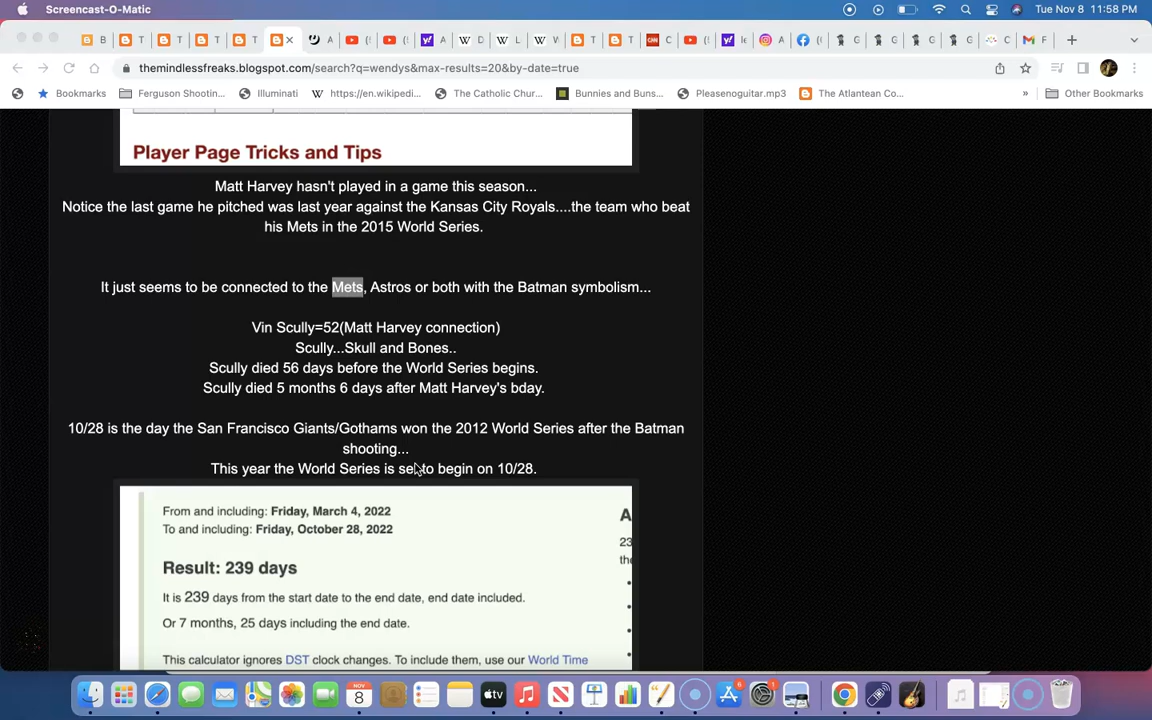 Screencast-O-Matic
Tue Nov 8 11:58 PM
B
T
T
T
T
A
(
(
A
D
L
W
T
T
C
(
le
A
(
G
G
G
G
C
F
themindlessfreaks.blogspot.com/search?q=wendys&max-results=20&by-date=true
Bookmarks
Ferguson Shootin...
Illuminati
https://en.wikipedi...
The Catholic Chur...
Bunnies and Buns...
Pleasenoguitar.mp3
The Atlantean Co...
»
Other Bookmarks
Player Page Tricks and Tips
Matt Harvey hasn't played in a game this season...
Notice the last game he pitched was last year against the Kansas City Royals....the team who beat
his Mets in the 2015 World Series.
It just seems to be connected to the Mets, Astros or both with the Batman symbolism...
Vin Scully=52(Matt Harvey connection)
Scully...Skull and Bones..
Scully died 56 days before the World Series begins.
Scully died 5 months 6 days after Matt Harvey's bday.
10/28 is the day the San Francisco Giants/Gothams won the 2012 World Series after the Batman
shooting...
This year the World Series is set to begin on 10/28.
From and including: Friday, March 4, 2022
To and including: Friday, October 28, 2022
Result: 239 days
It is 239 days from the start date to the end date, end date included.
Or 7 months, 25 days including the end date.
This calculator ignores DST clock changes. To include them, use our World Time
A
23
the
NOV
8
tv
6
1